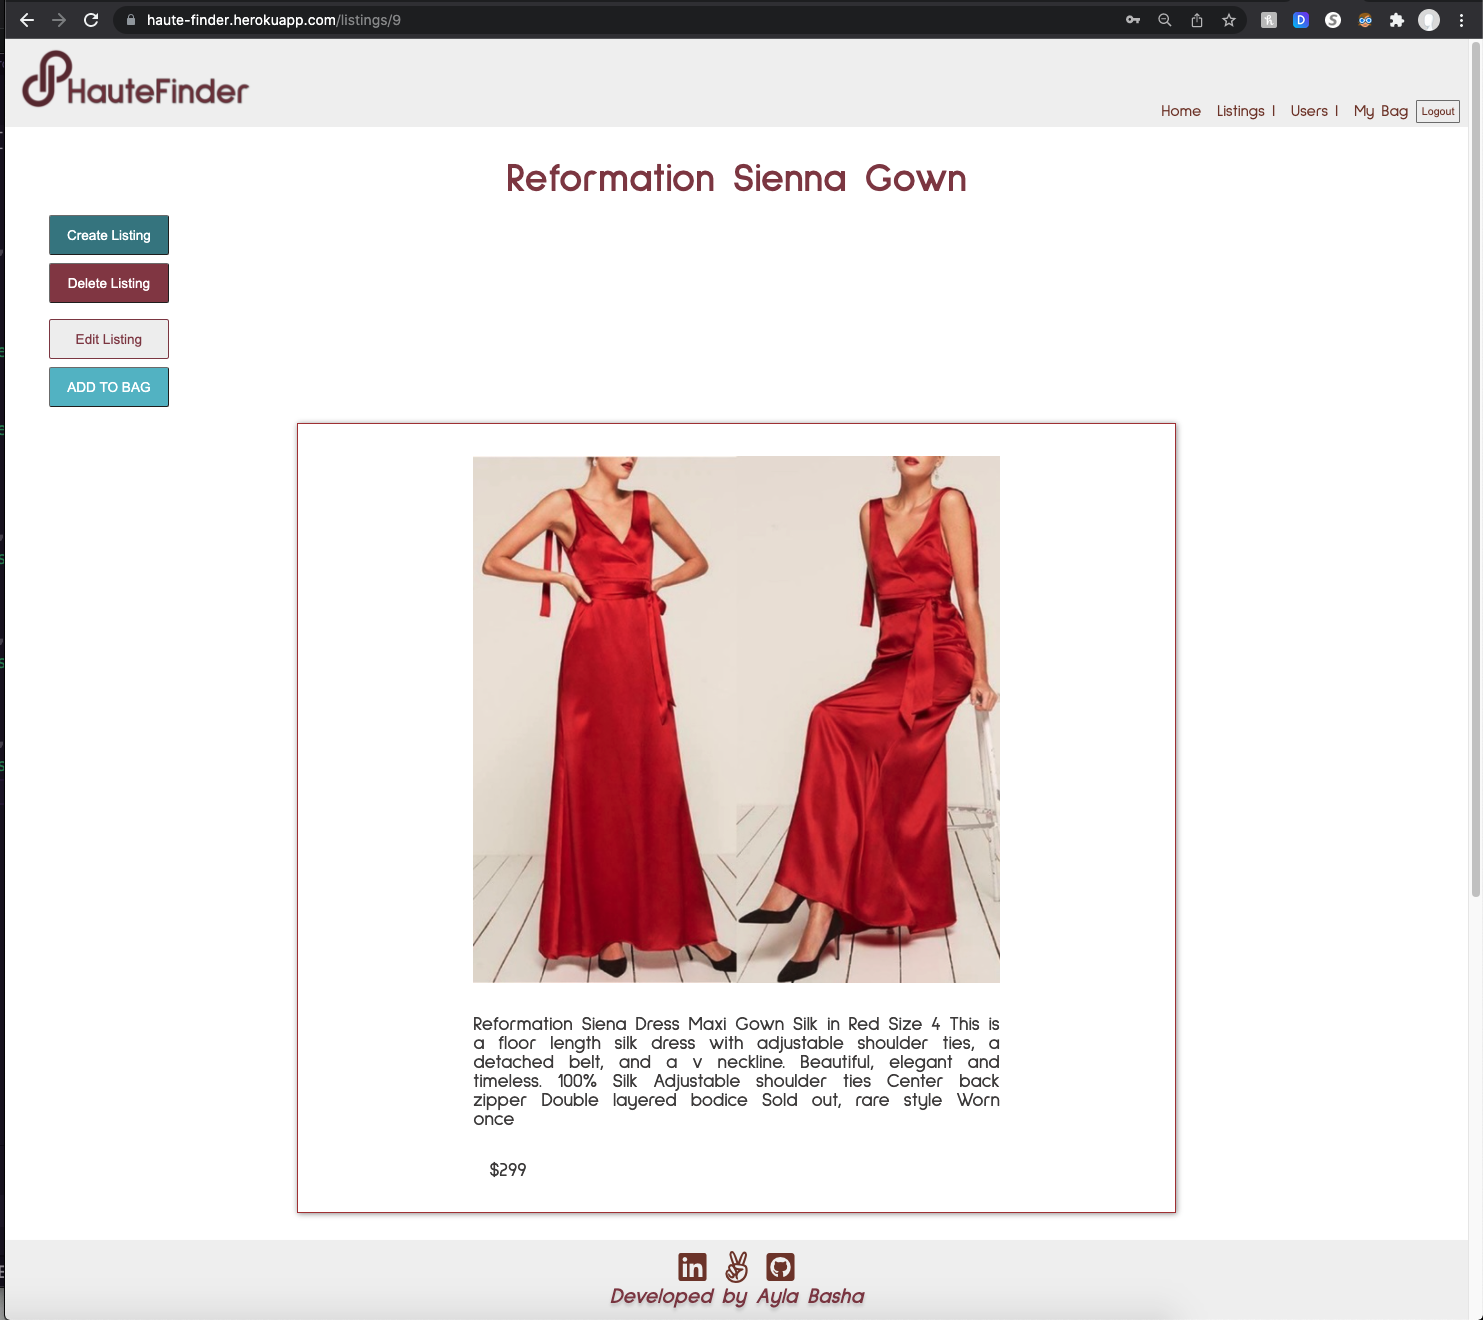 haute-finder.herokuapp.com/listings/9
HauteFinder
Home Listings | Users | My Bag Logout
Reformation Sienna Gown
Create Listing
Delete Listing
Edit Listing
ADD TO BAG
Reformation Siena Dress Maxi Gown Silk in Red Size 4 This is
a floor length silk dress with adjustable shoulder ties, a
detached belt, and a v neckline. Beautiful, elegant and
timeless. 100% Silk Adjustable shoulder ties Center back
zipper Double layered bodice Sold out, rare style Worn
once
$299
Developed by Ayla Basha